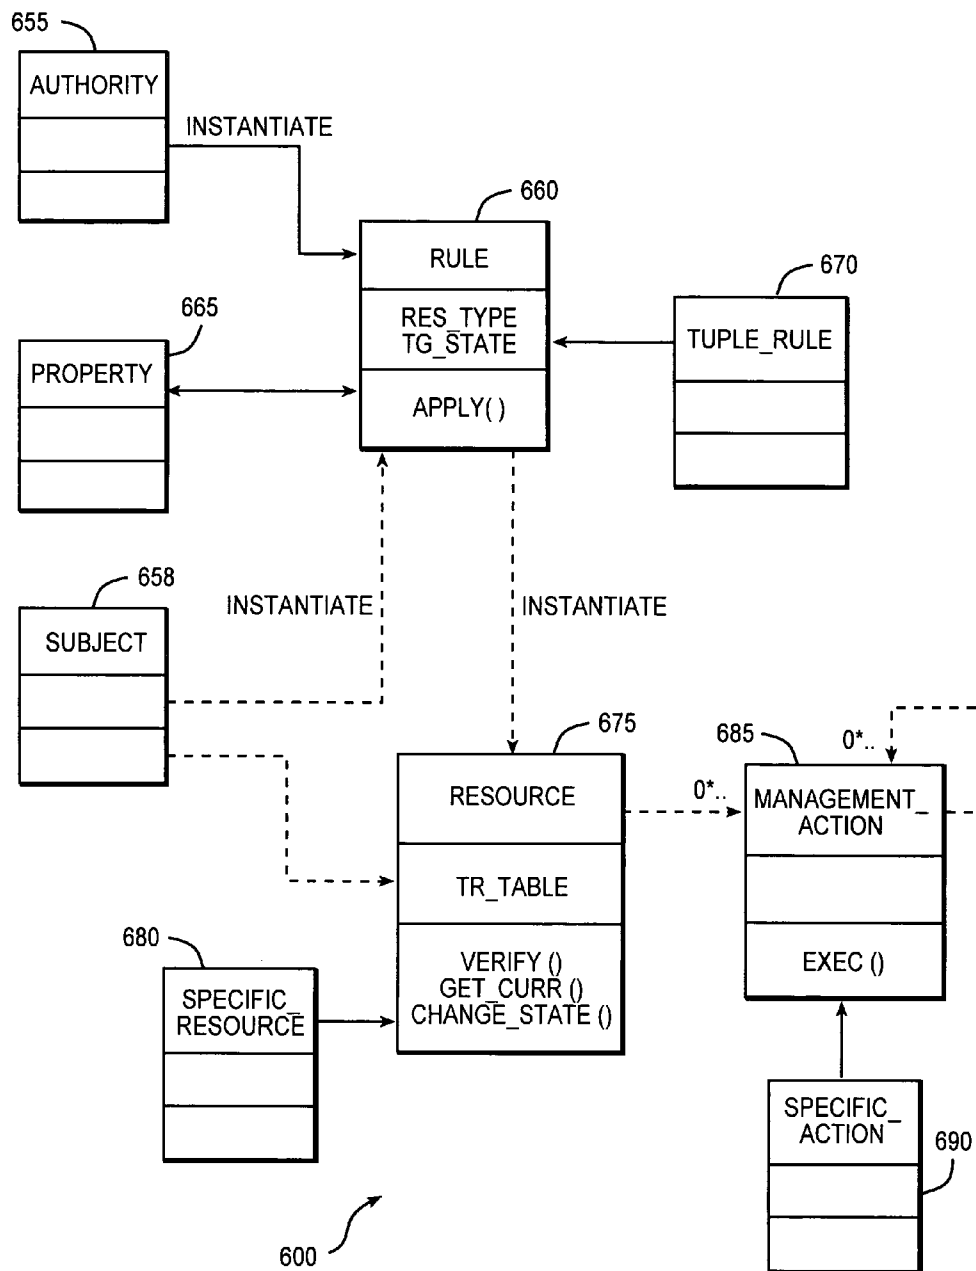 655
AUTHORITY
INSTANTIATE
660
RULE
RES_TYPE
TG_STATE
APPLY( )
670
TUPLE_RULE
665
PROPERTY
658
SUBJECT
INSTANTIATE
INSTANTIATE
675
RESOURCE
TR_TABLE
VERIFY ()
GET_CURR ()
CHANGE_STATE ()
0*..
685
0*..
MANAGEMENT_
ACTION
EXEC ()
680
SPECIFIC_
RESOURCE
SPECIFIC_
ACTION
690
600